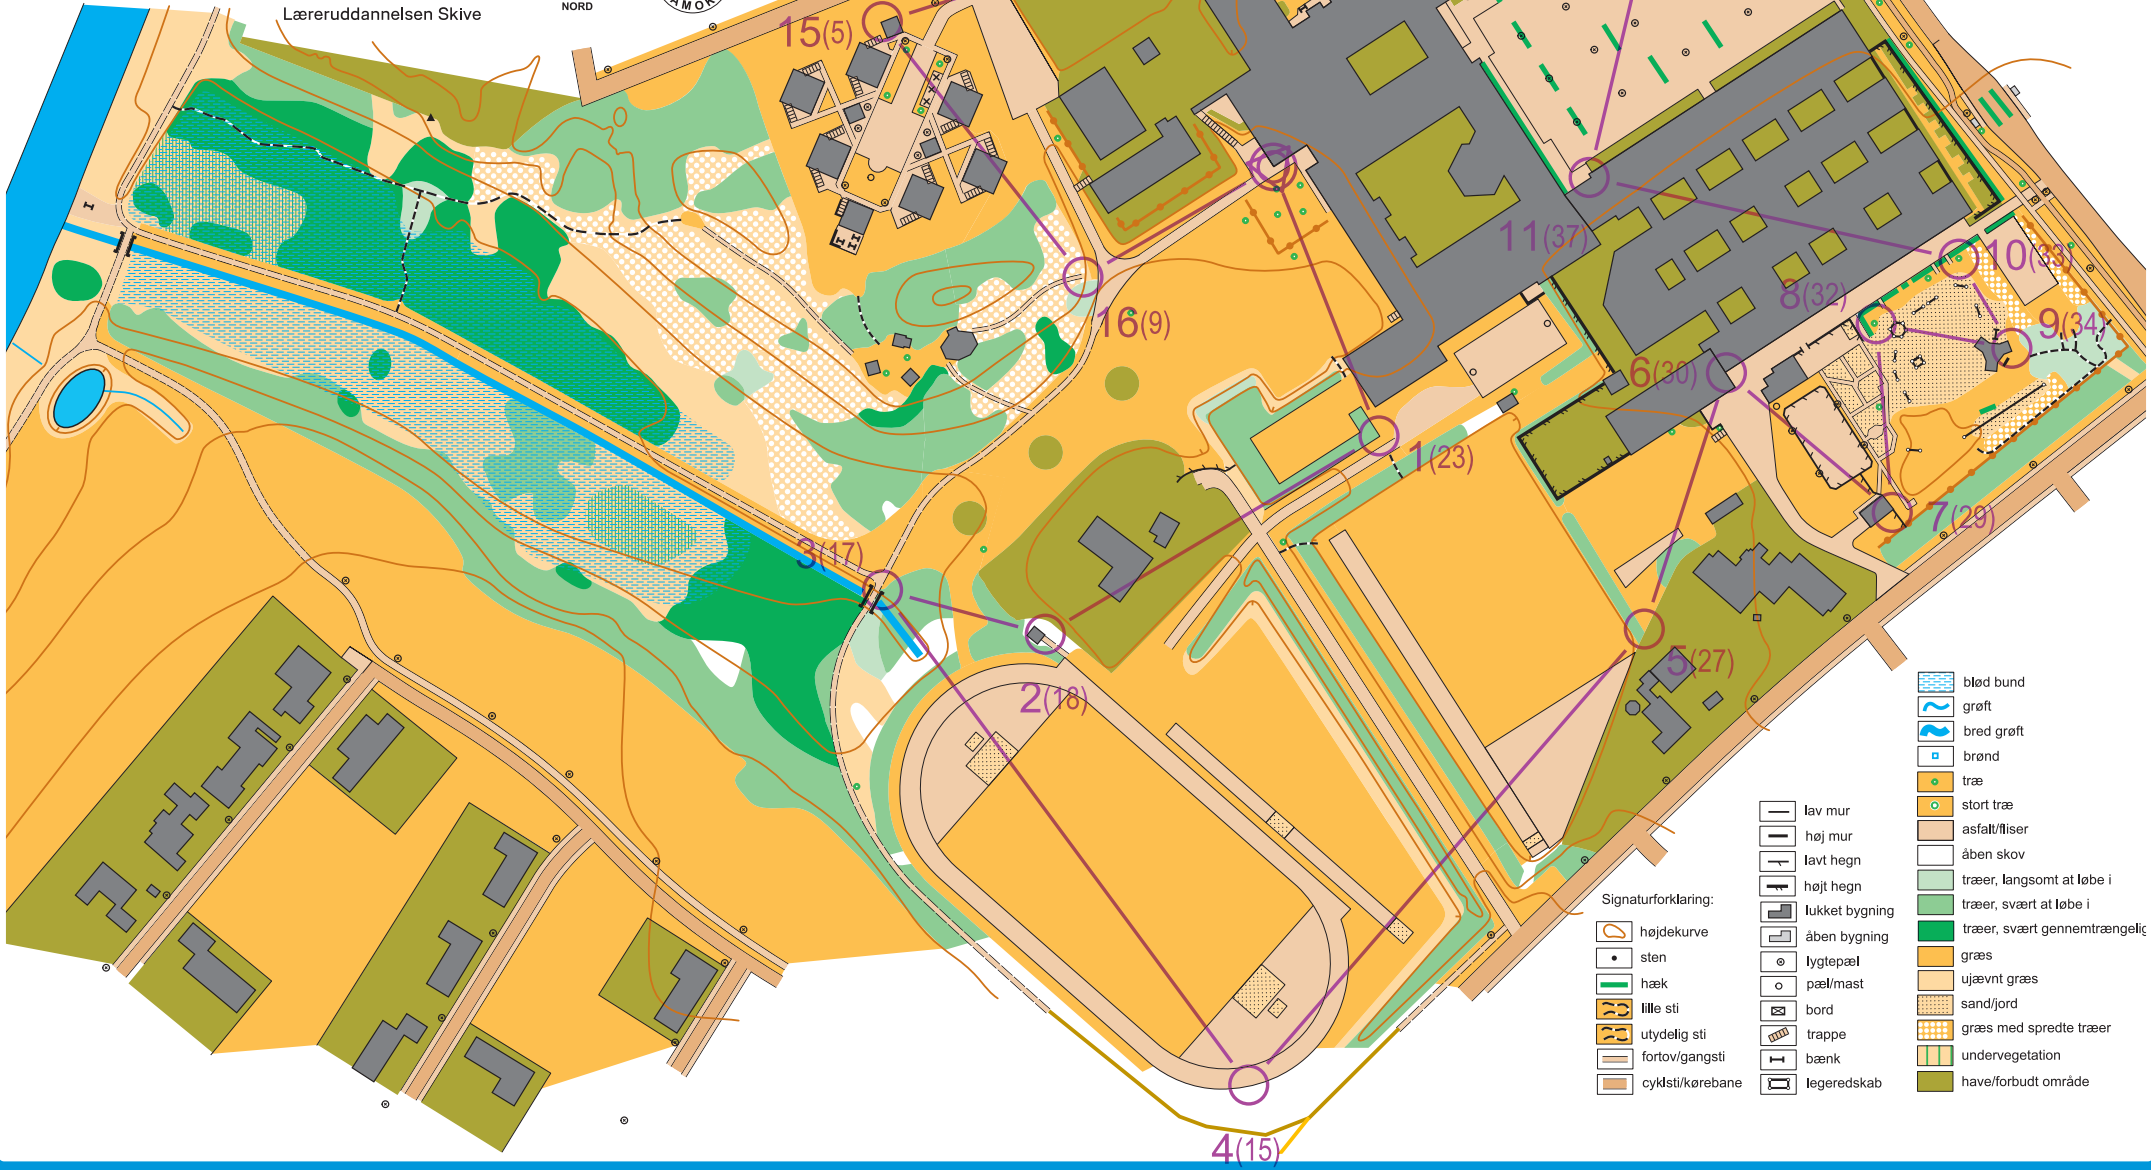 Læreruddannelsen Skive
NORD
AMOK
15(5)
11(37)
10(33)
8(32)
16(9)
9(34)
6(30)
1(23)
7(29)
3(17)
5(27)
2(18)
4(15)
Signaturforklaring:
højdekurve
sten
hæk
lille sti
utydelig sti
fortov/gangsti
cyklsti/kørebane
lav mur
høj mur
lavt hegn
højt hegn
lukket bygning
åben bygning
lygtepæl
pæl/mast
bord
trappe
bænk
legeredskab
blød bund
grøft
bred grøft
brønd
træ
stort træ
asfalt/fliser
åben skov
træer, langsomt at løbe i
træer, svært at løbe i
træer, svært gennemtrængelig
græs
ujævnt græs
sand/jord
græs med spredte træer
undervegetation
have/forbudt område